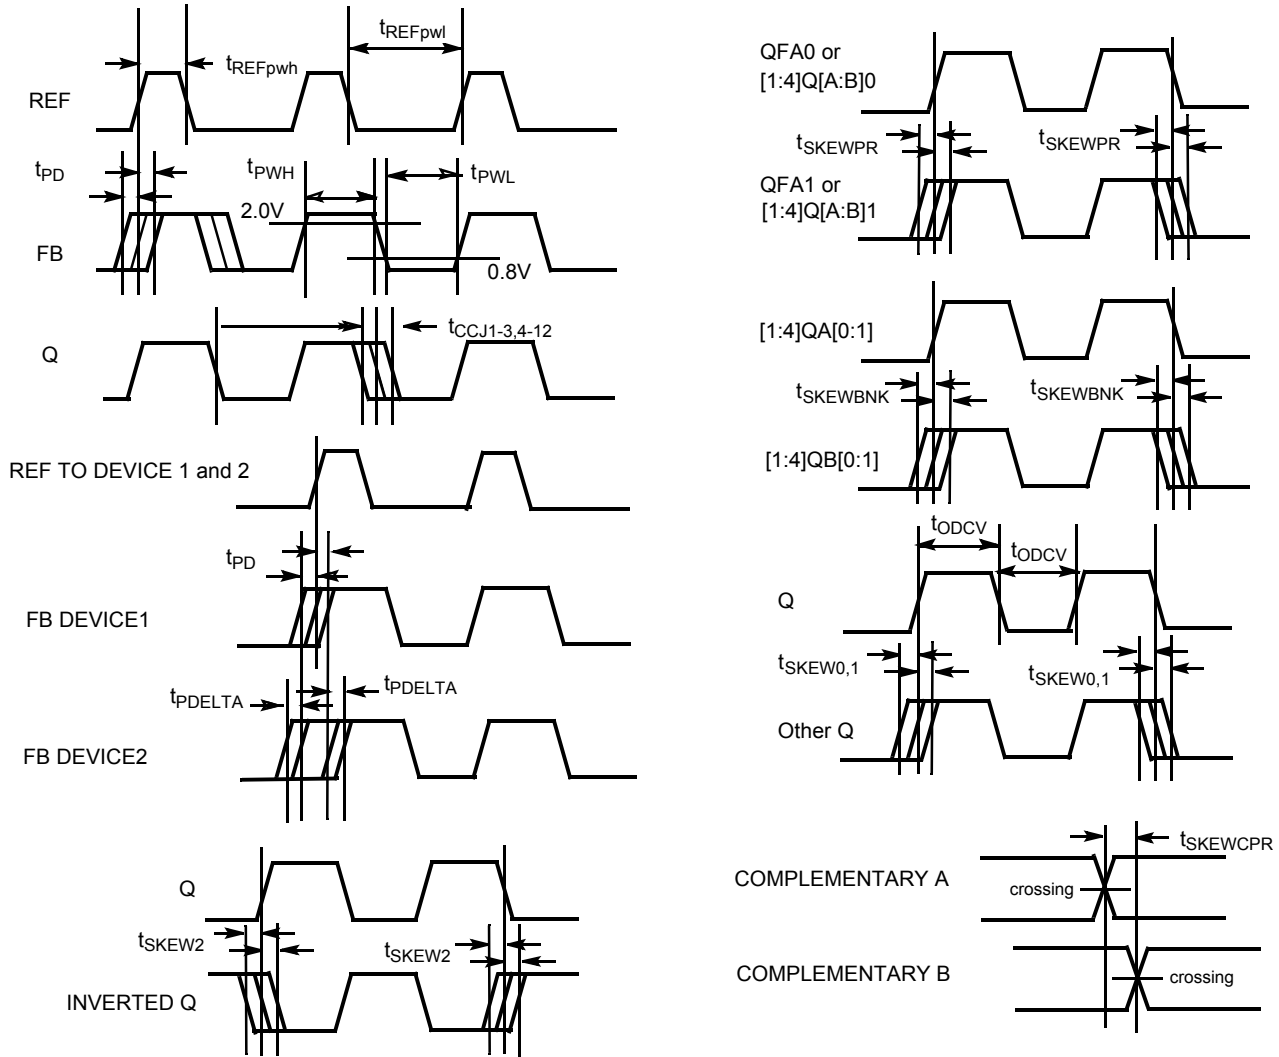 tREFpwl
tREFpwh
REF
tPD
tPWH
tPWL
2.0V
FB
0.8V
tCCJ1-3,4-12
Q
REF TO DEVICE 1 and 2
tPD
FB DEVICE1
tPDELTA
tPDELTA
FB DEVICE2
Q
tSKEW2
tSKEW2
INVERTED Q
QFA0 or
[1:4]Q[A:B]0
tSKEWPR
tSKEWPR
QFA1 or
[1:4]Q[A:B]1
[1:4]QA[0:1]
tSKEWBNK
tSKEWBNK
[1:4]QB[0:1]
tODCV
tODCV
Q
tSKEW0,1
tSKEW0,1
Other Q
tSKEWCPR
COMPLEMENTARY A
crossing
COMPLEMENTARY B
crossing